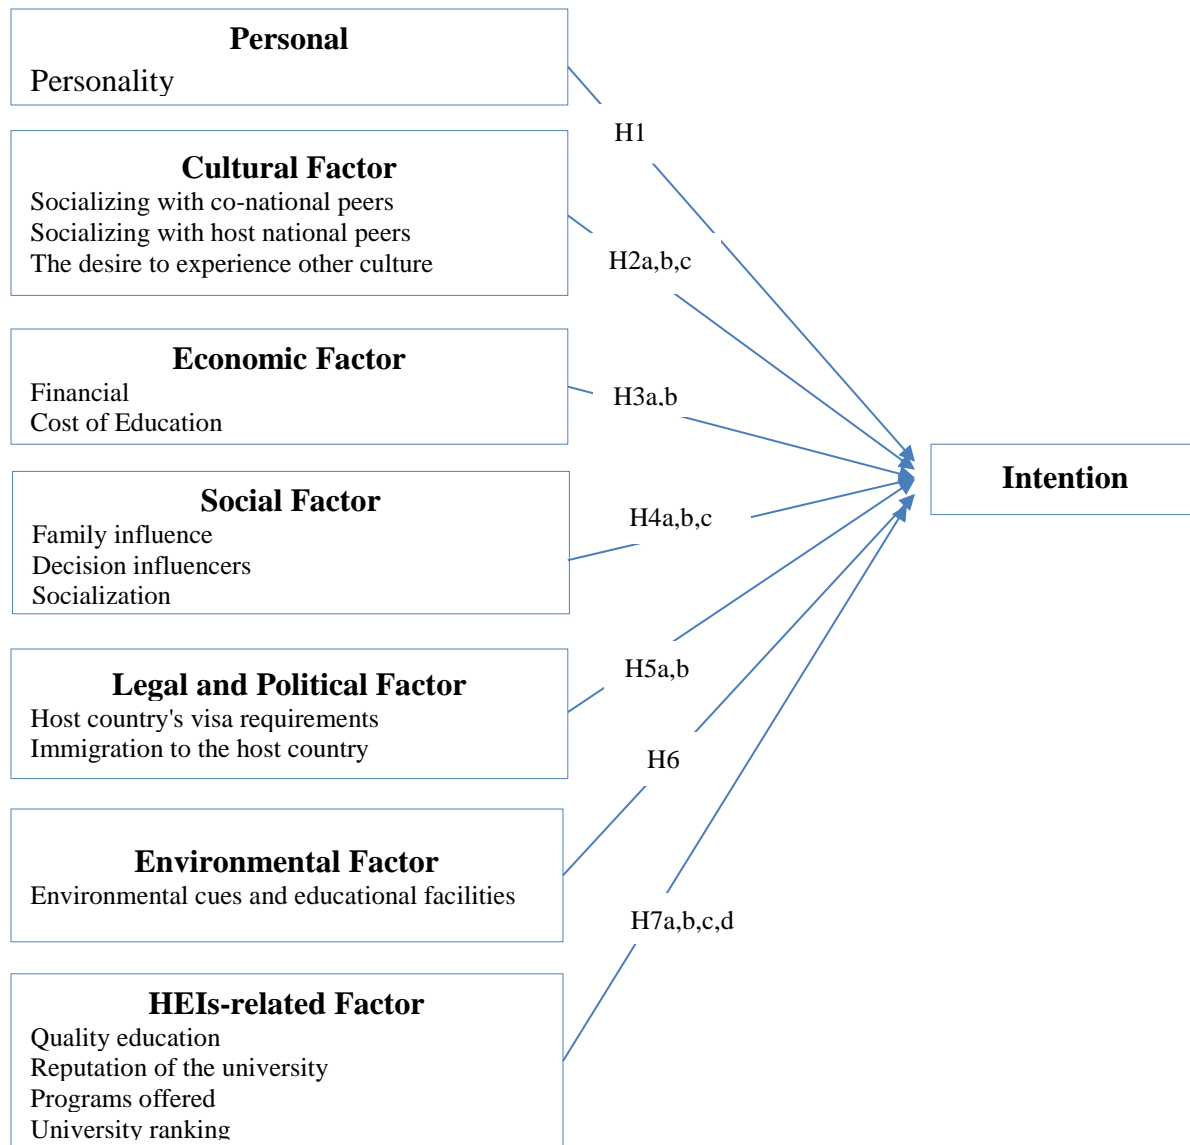 Personal
Personality
H1
Cultural Factor
Socializing with co-national peers
Socializing with host national peers
The desire to experience other culture
H2a,b,c
Economic Factor
Financial
Cost of Education
H3a,b
Social Factor
Family influence
Decision influencers
Socialization
H4a,b,c
Intention
Legal and Political Factor
Host country's visa requirements
Immigration to the host country
H5a,b
Environmental Factor
Environmental cues and educational facilities
H6
HEIs-related Factor
Quality education
Reputation of the university
Programs offered
University ranking
H7a,b,c,d